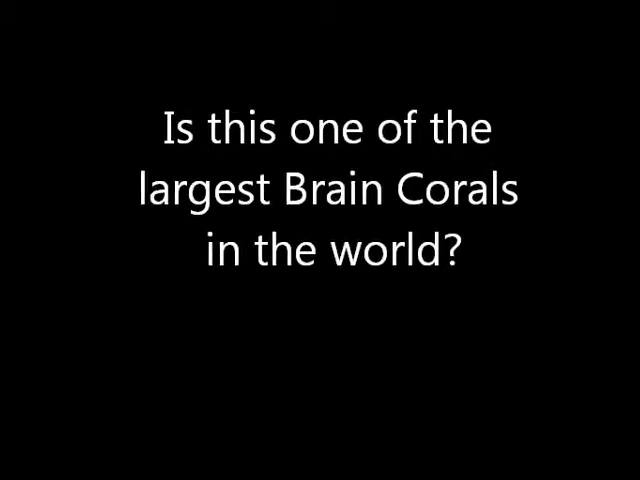 Is this one of the
largest Brain Corals
in the world?